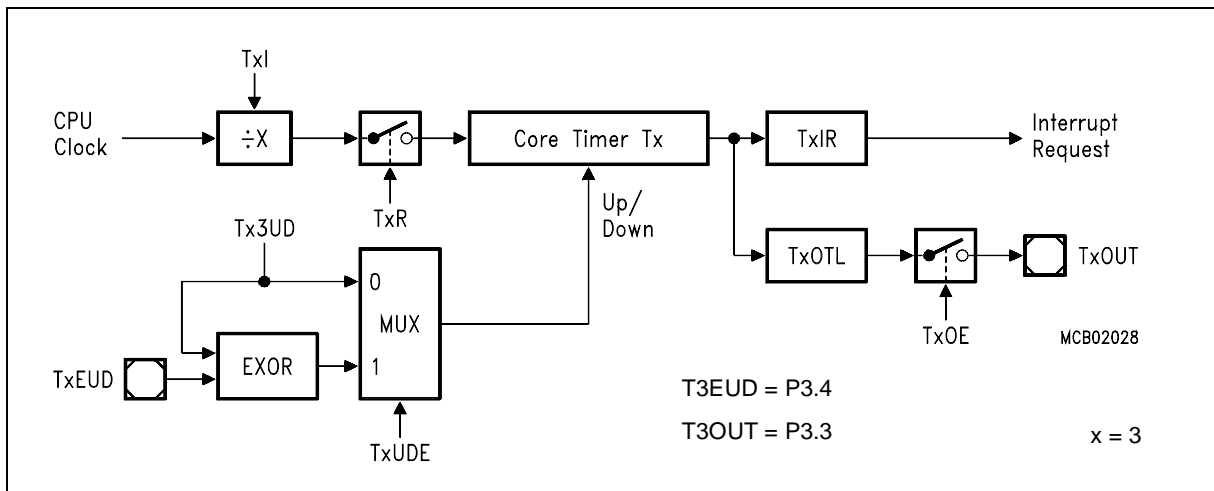 TxI
CPU
Clock
÷X
Core Timer Tx
TxIR
Interrupt
Request
TxR
Up/
Down
Tx3UD
0
MUX
1
EXOR
TxEUD
TxUDE
TxOTL
TxOUT
TxOE
MCB02028
T3EUD = P3.4
T3OUT = P3.3
x = 3